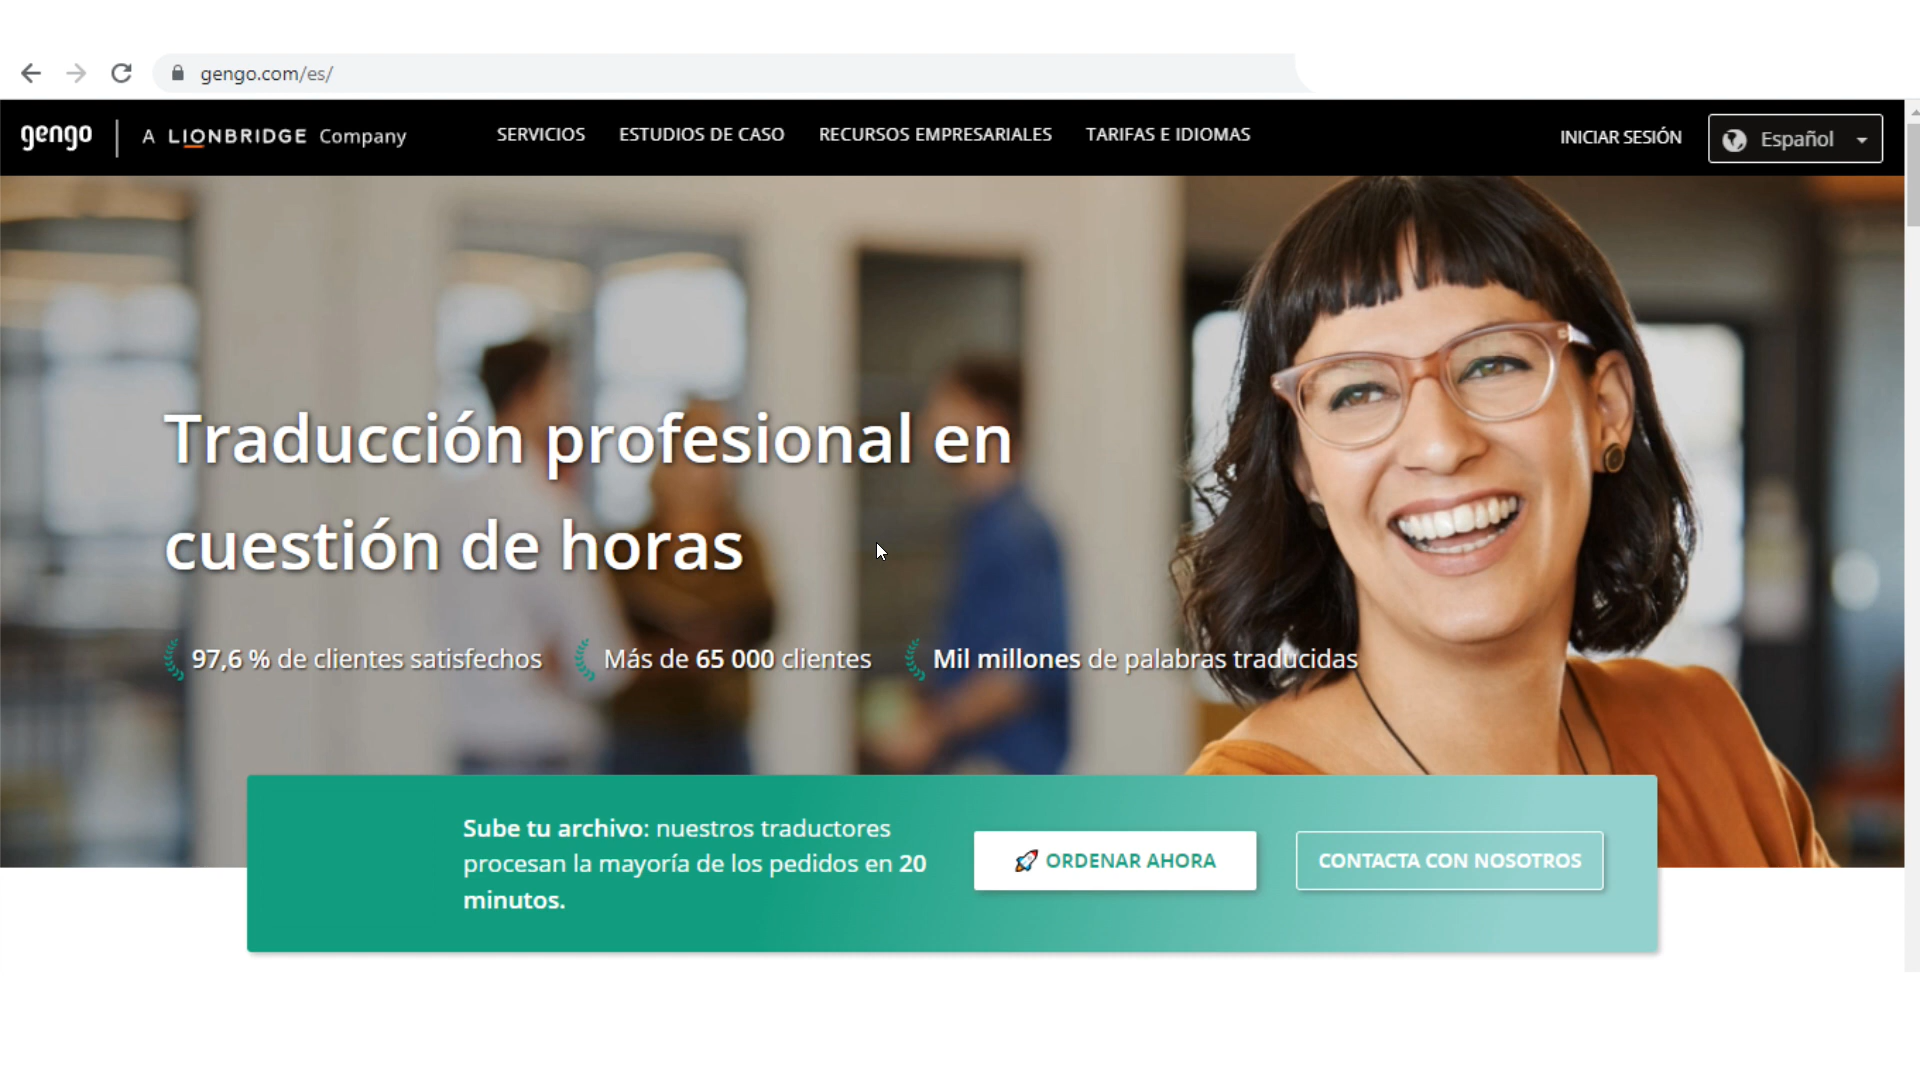 gengo.com/es/
gengo | A LIONBRIDGE Company
SERVICIOS ESTUDIOS DE CASO RECURSOS EMPRESARIALES TARIFAS E IDIOMAS
INICIAR SESIÓN Español
Traducción profesional en
cuestión de horas
97,6 % de clientes satisfechos Más de 65 000 clientes Mil millones de palabras traducidas
Sube tu archivo: nuestros traductores
procesan la mayoría de los pedidos en 20
minutos.
🚀 ORDENAR AHORA
CONTACTA CON NOSOTROS